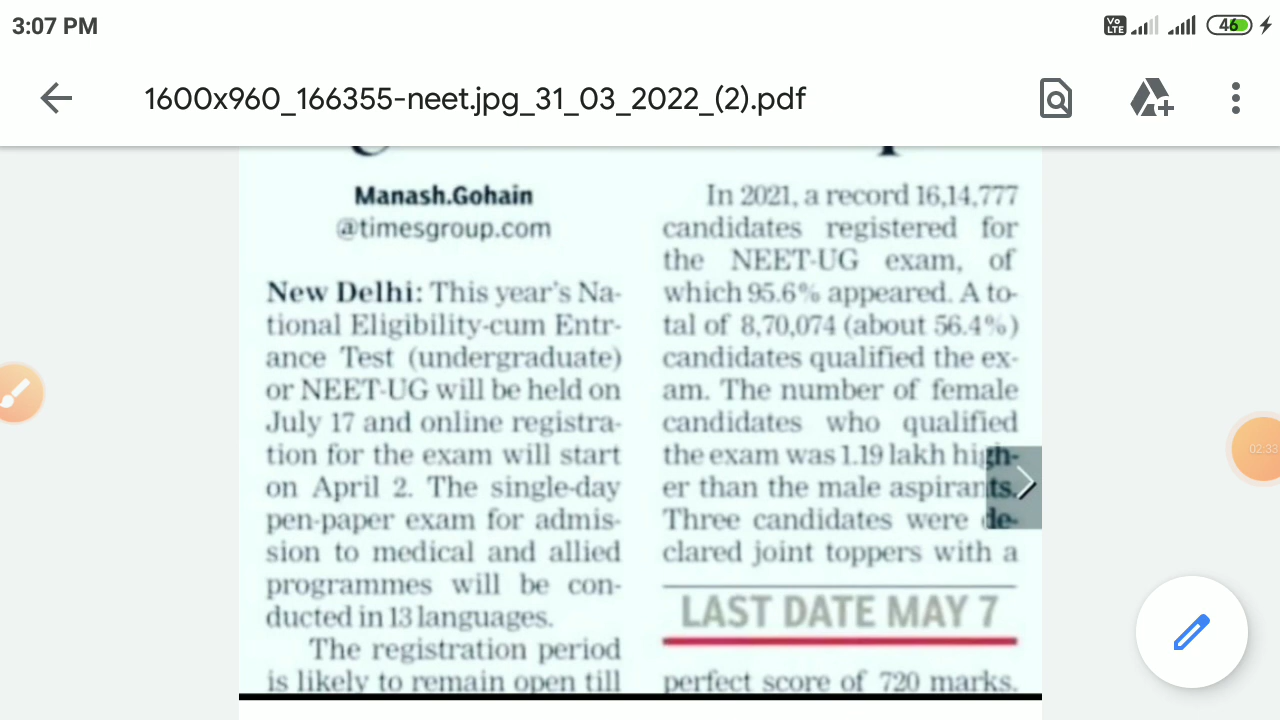 3:07 PM
Vo LTE
46
1600x960_166355-neet.jpg_31_03_2022_(2).pdf
Manash.Gohain
@timesgroup.com
New Delhi: This year's Na-
tional Eligibility-cum Entr-
ance Test (undergraduate)
or NEET-UG will be held on
July 17 and online registra-
tion for the exam will start
on April 2. The single-day
pen-paper exam for admis-
sion to medical and allied
programmes will be con-
ducted in 13 languages.
The registration period
is likely to remain open till
In 2021, a record 16,14,777
candidates registered for
the NEET-UG exam, of
which 95.6% appeared. A to-
tal of 8,70,074 (about 56.4%)
candidates qualified the ex-
am. The number of female
candidates who qualified
the exam was 1.19 lakh high-
er than the male aspirants.
Three candidates were de-
clared joint toppers with a
LAST DATE MAY 7
perfect score of 720 marks.
02:33